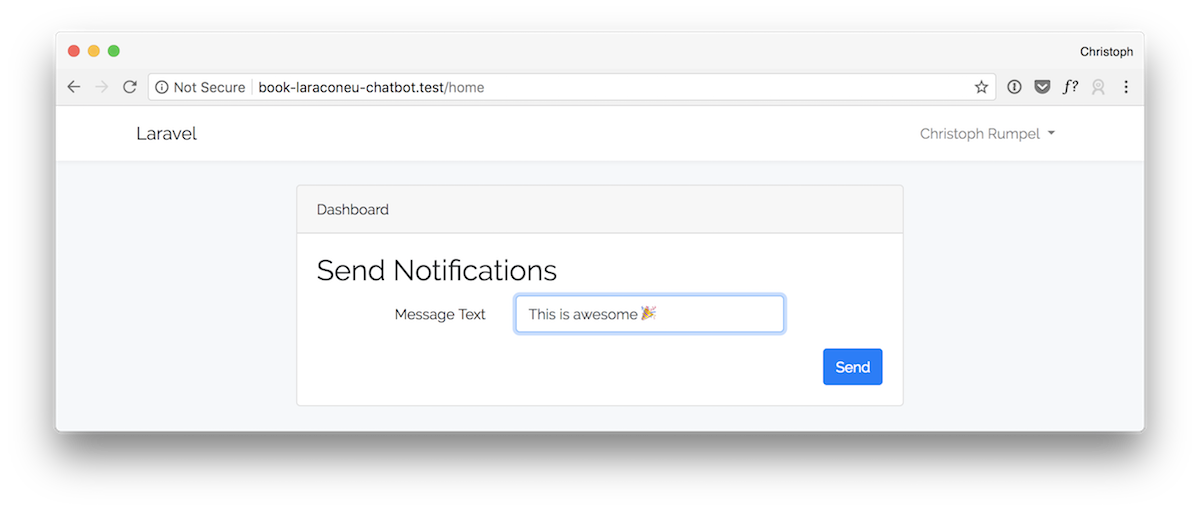 Christoph
Not Secure book-laraconeu-chatbot.test/home f?
Laravel Christoph Rumpel
Dashboard
Send Notifications
Message Text This is awesome 🎉
Send